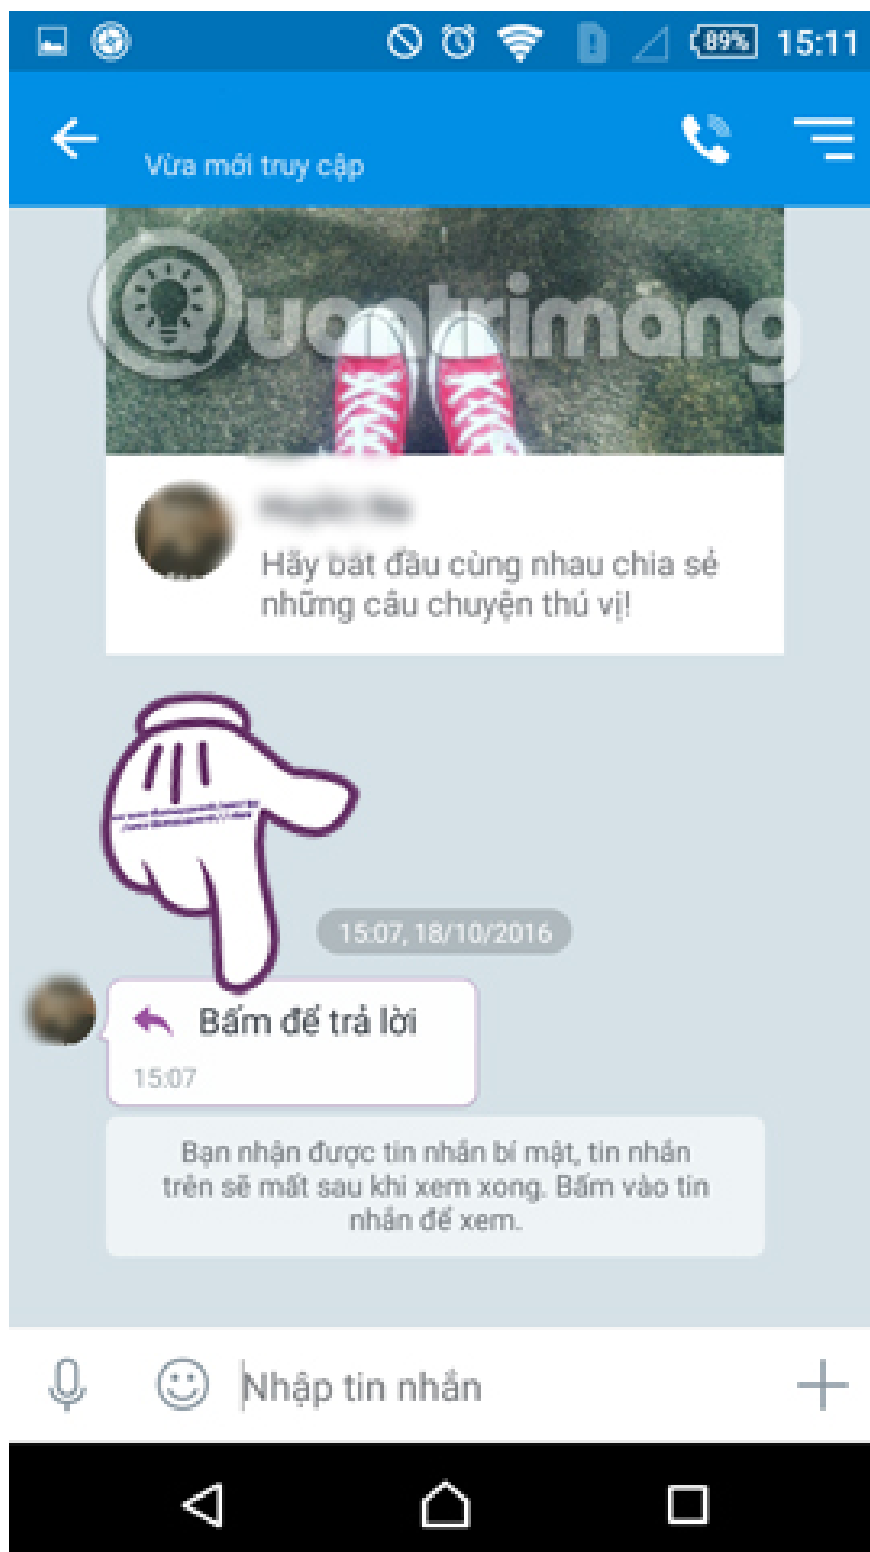 89%
15:11
Vừa mới truy cập
Quantrimang
Hãy bắt đầu cùng nhau chia sẻ
những câu chuyện thú vị!
15:07, 18/10/2016
Bấm để trả lời
15:07
Bạn nhận được tin nhắn bí mật, tin nhắn
trên sẽ mất sau khi xem xong. Bấm vào tin
nhắn để xem.
Nhập tin nhắn